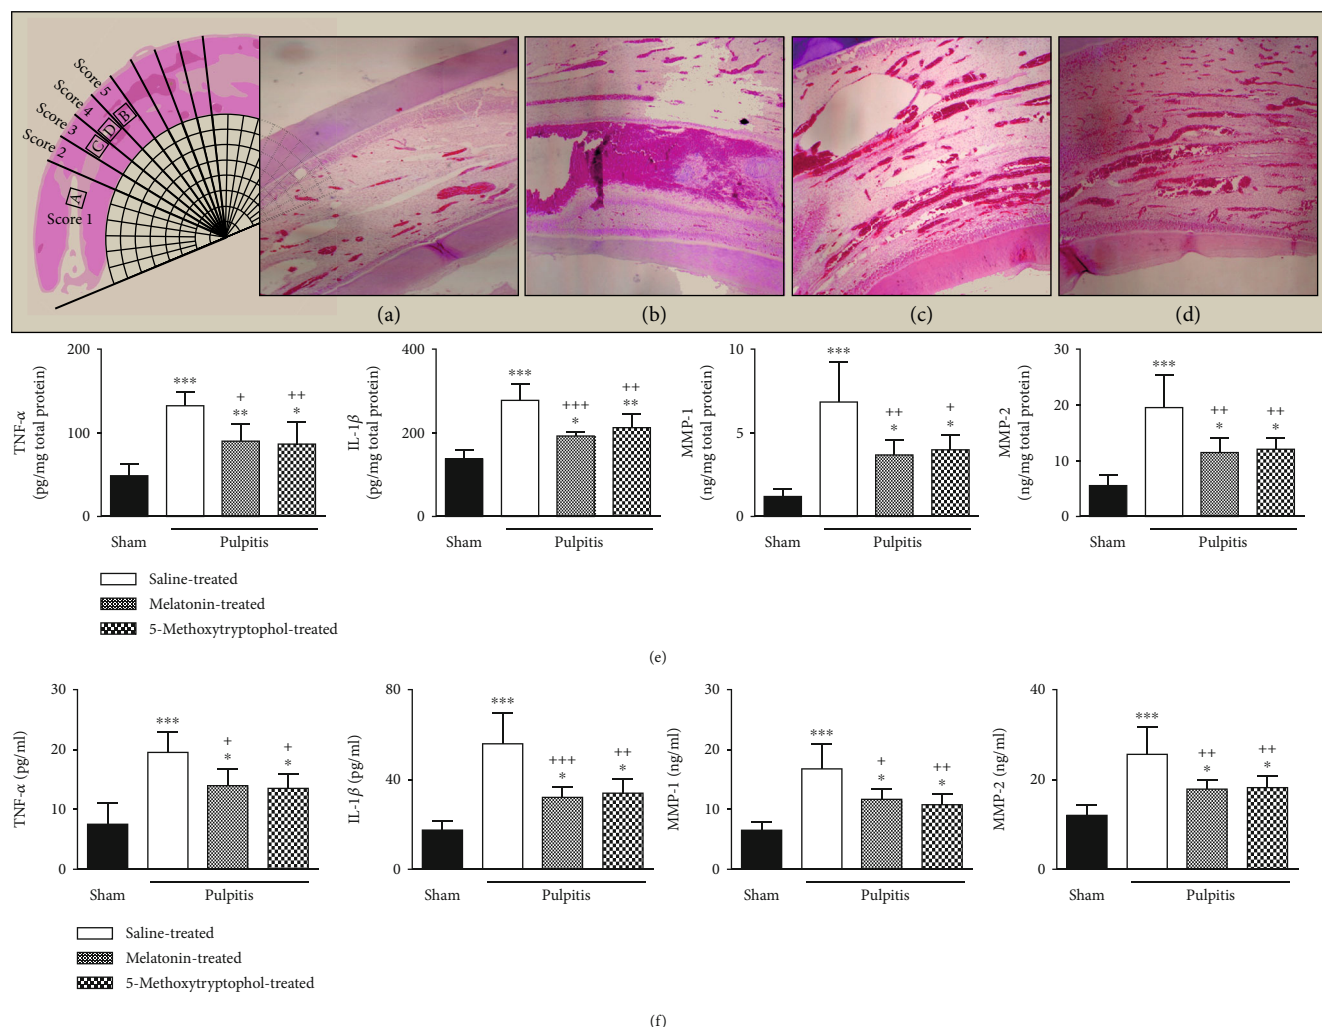 Score 5
Score 4
Score 3
Score 2
Score 1
A
C
D
B
(a)
(b)
(c)
(d)
TNF-α
(pg/mg total protein)
200
100
0
***
+
**
++
*
Sham
Pulpitis
IL-1β
(pg/mg total protein)
400
200
0
***
+++
*
++
**
Sham
Pulpitis
MMP-1
(ng/mg total protein)
10
5
0
***
++
*
+
*
Sham
Pulpitis
MMP-2
(ng/mg total protein)
30
20
10
0
***
++
*
++
*
Sham
Pulpitis
Saline-treated
Melatonin-treated
5-Methoxytryptophol-treated
(e)
TNF-α (pg/ml)
30
20
10
0
***
+
*
+
*
Sham
Pulpitis
IL-1β (pg/ml)
80
40
0
***
+++
*
++
*
Sham
Pulpitis
MMP-1 (ng/ml)
30
20
10
0
***
+
*
++
*
Sham
Pulpitis
MMP-2 (ng/ml)
40
20
0
***
++
*
++
*
Sham
Pulpitis
Saline-treated
Melatonin-treated
5-Methoxytryptophol-treated
(f)